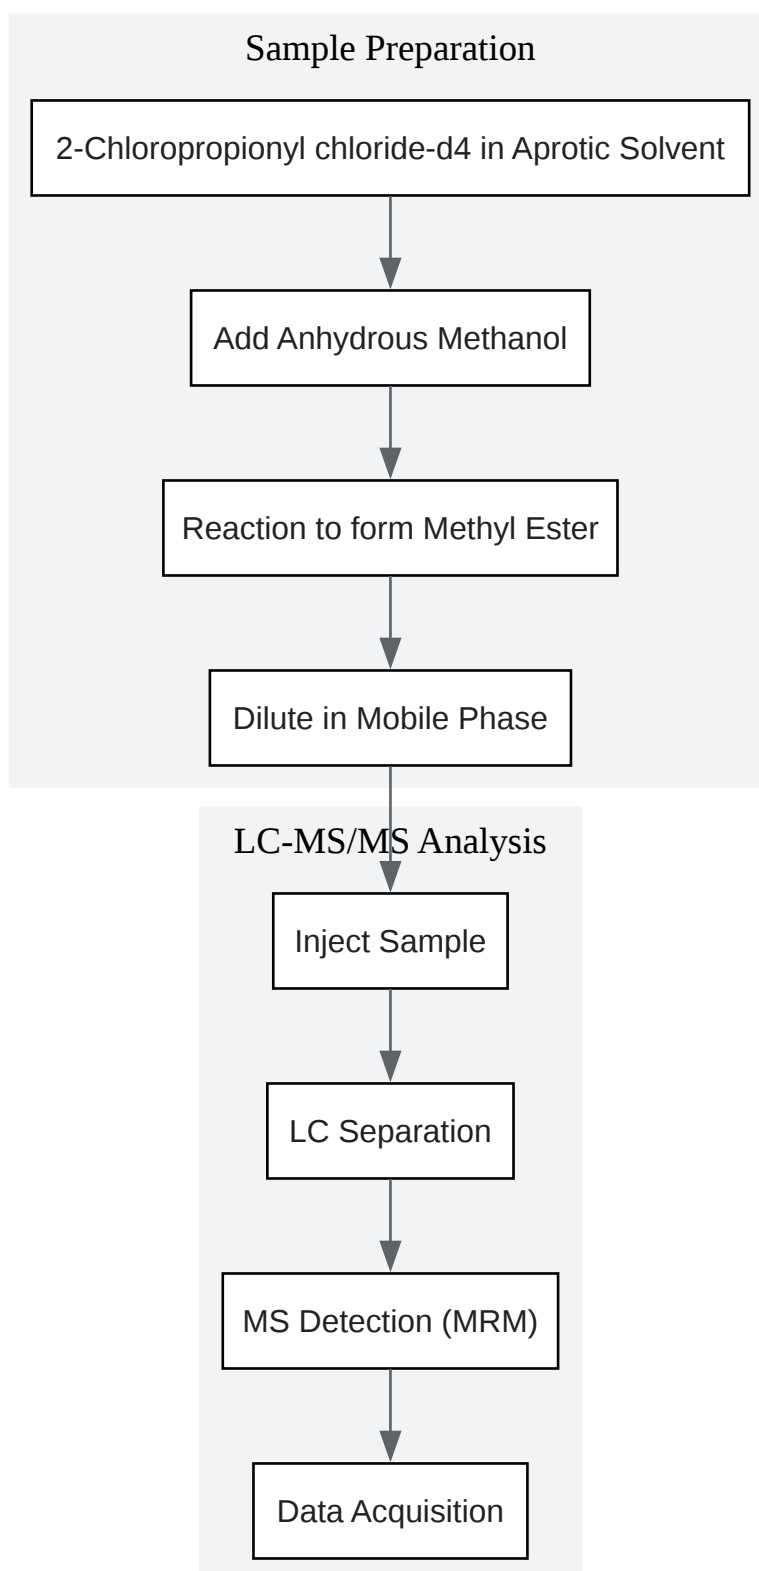 Sample Preparation
2-Chloropropionyl chloride-d4 in Aprotic Solvent
Add Anhydrous Methanol
Reaction to form Methyl Ester
Dilute in Mobile Phase
LC-MS/MS Analysis
Inject Sample
LC Separation
MS Detection (MRM)
Data Acquisition